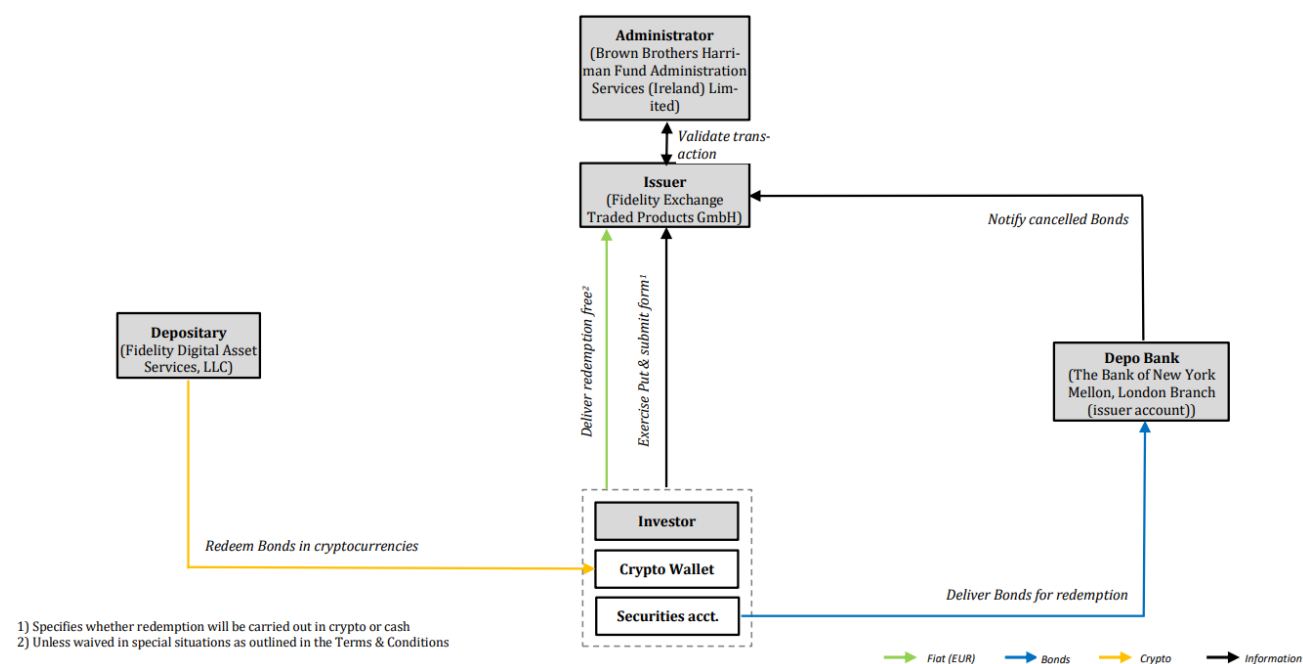 Administrator
(Brown Brothers Harri-
man Fund Administration
Services (Ireland) Lim-
ited)
Validate trans-
action
Issuer
(Fidelity Exchange
Traded Products GmbH)
Notify cancelled Bonds
Deliver redemption free²
Exercise Put & submit form¹
Depositary
(Fidelity Digital Asset
Services, LLC)
Depo Bank
(The Bank of New York
Mellon, London Branch
(issuer account))
Investor
Redeem Bonds in cryptocurrencies
Crypto Wallet
Deliver Bonds for redemption
Securities acct.
1) Specifies whether redemption will be carried out in crypto or cash
2) Unless waived in special situations as outlined in the Terms & Conditions
Fiat (EUR)
Bonds
Crypto
Information